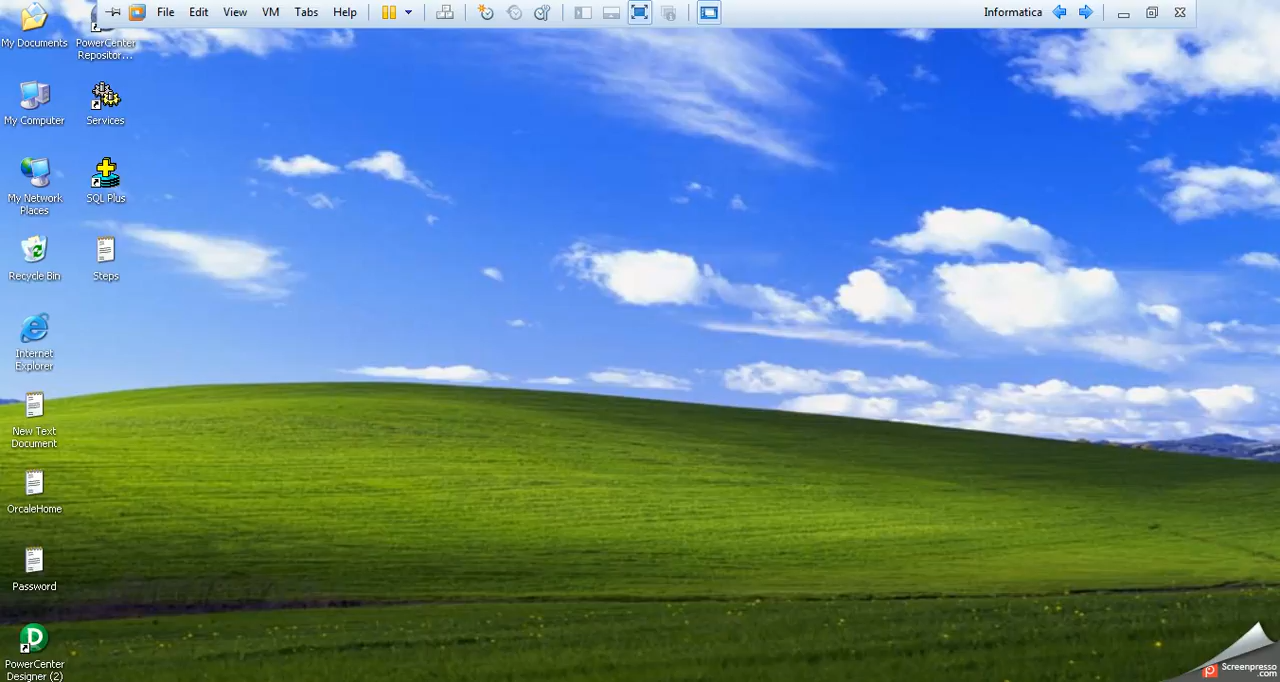 File Edit View VM Tabs Help Informatica
My Documents
PowerCenter
Repositor...
My Computer
Services
My Network
Places
SQL Plus
Recycle Bin
Steps
Internet
Explorer
New Text
Document
OrcaleHome
Password
PowerCenter
Designer (2)
Screenpresso
.com